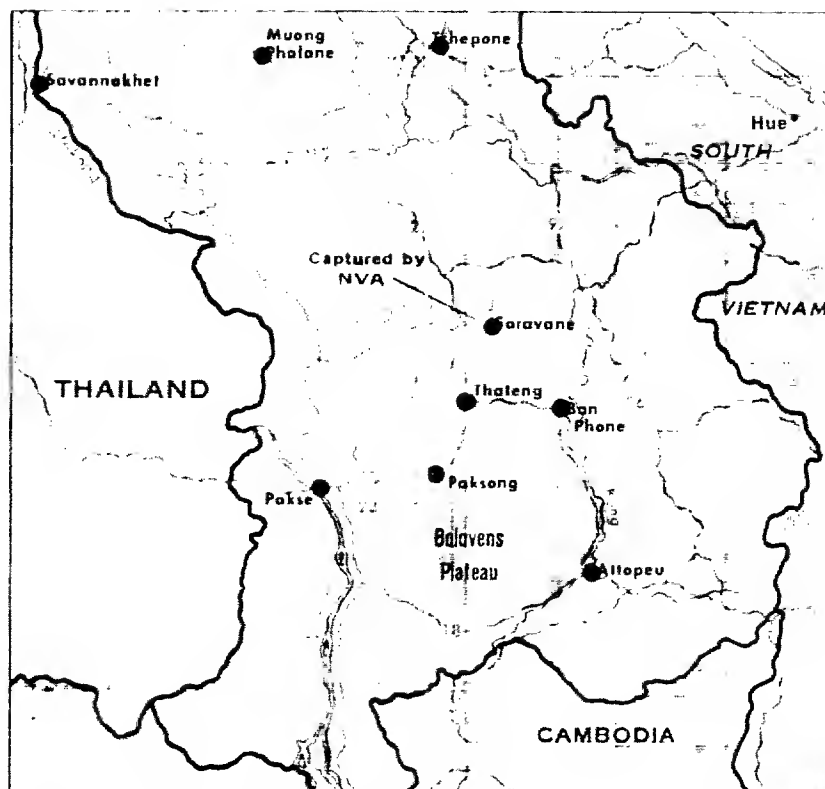 Muong
Phalane
Tchepone
Savannakhet
Hue
SOUTH
VIETNAM
Captured by
NVA
Saravane
THAILAND
Thateng
Ban
Phone
Pakse
Paksong
Bolovens
Plateau
Attopeu
CAMBODIA